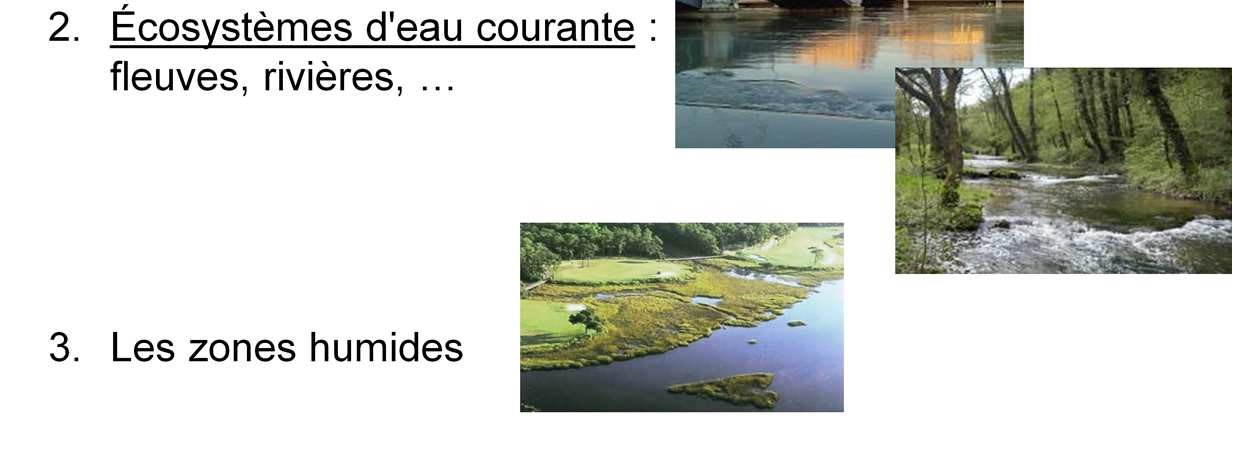 2. Écosystèmes d'eau courante :
fleuves, rivières, …
3. Les zones humides